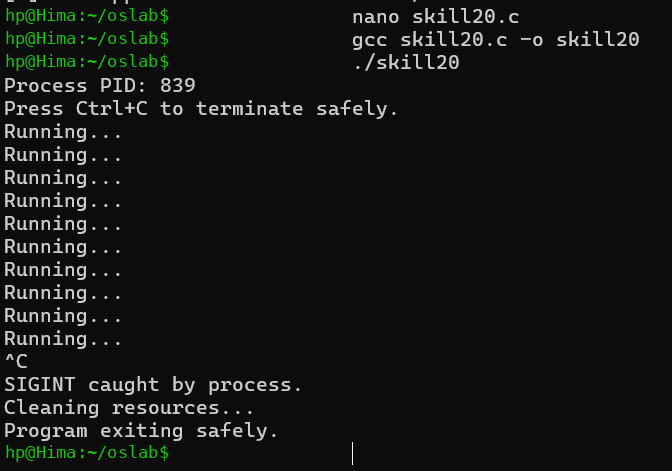 hp@Hima:~/oslab$ nano skill20.c
hp@Hima:~/oslab$ gcc skill20.c -o skill20
hp@Hima:~/oslab$ ./skill20
Process PID: 839
Press Ctrl+C to terminate safely.
Running...
Running...
Running...
Running...
Running...
Running...
Running...
Running...
Running...
Running...
^C
SIGINT caught by process.
Cleaning resources...
Program exiting safely.
hp@Hima:~/oslab$